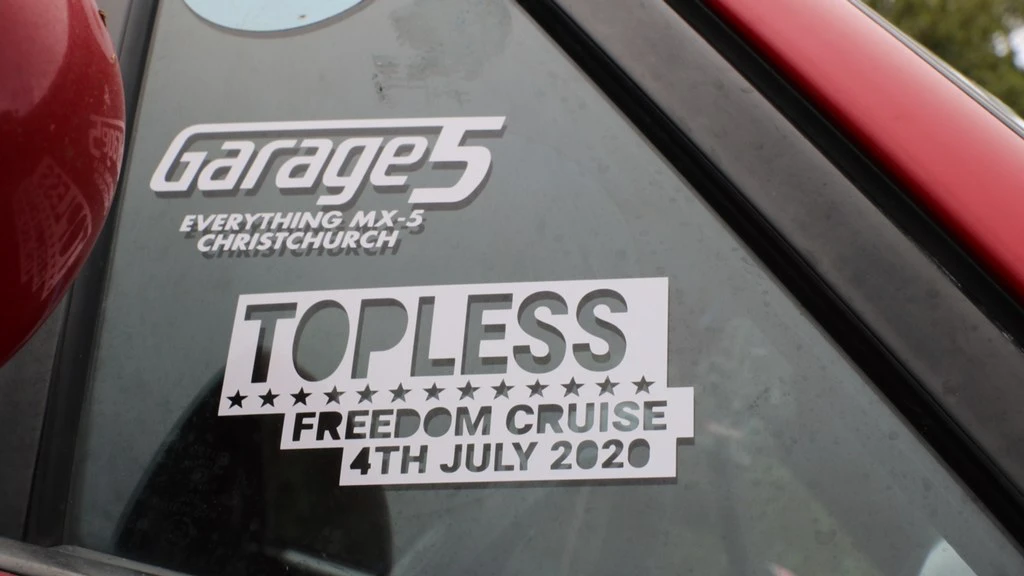 Garage5
EVERYTHING MX-5
CHRISTCHURCH
TOPLESS
FREEDOM CRUISE
4TH JULY 2020